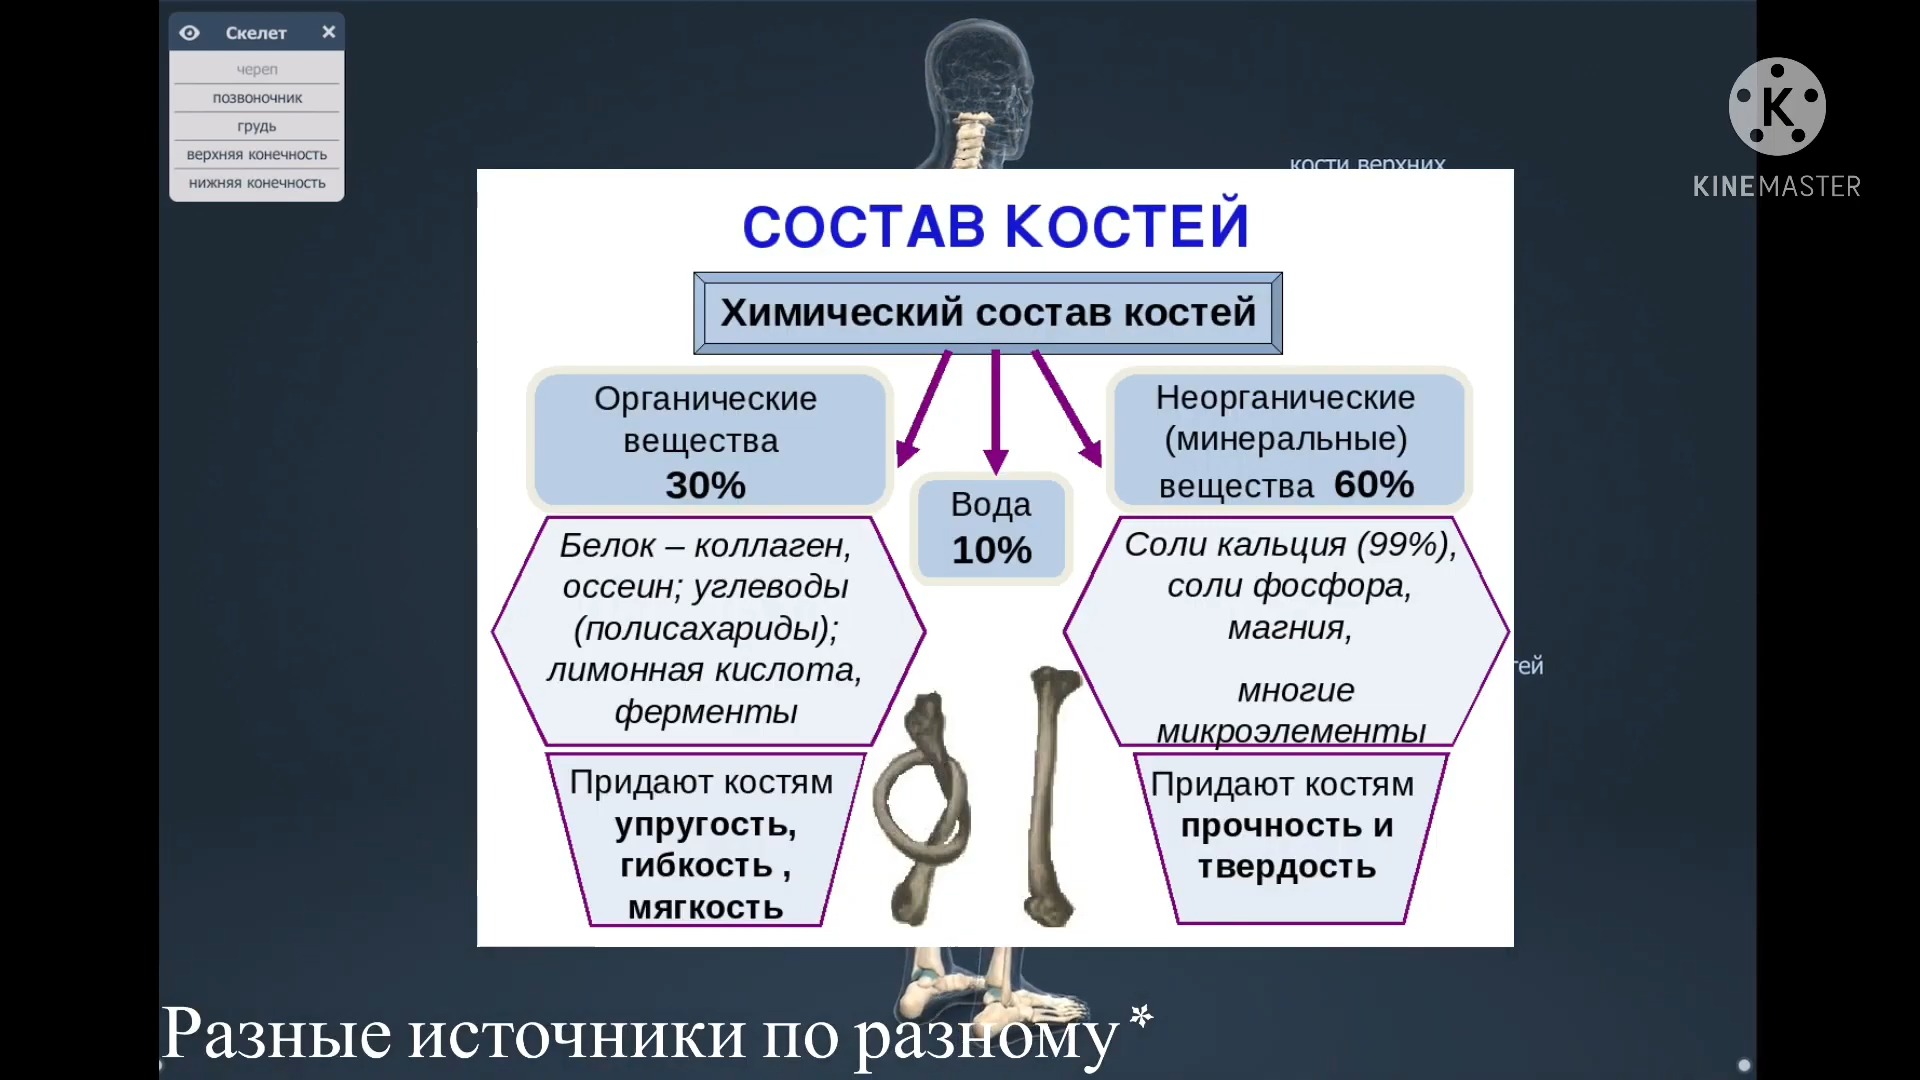 Скелет
череп
позвоночник
грудь
верхняя конечность
нижняя конечность
K
KINEMASTER
кости верхних
СОСТАВ КОСТЕЙ
Химический состав костей
Органические
вещества
30%
Вода
10%
Неорганические
(минеральные)
вещества 60%
Белок – коллаген,
оссеин; углеводы
(полисахариды);
лимонная кислота,
ферменты
Соли кальция (99%),
соли фосфора,
магния,
многие
микроэлементы
Придают костям
упругость,
гибкость ,
мягкость
Придают костям
прочность и
твердость
Разные источники по разному*